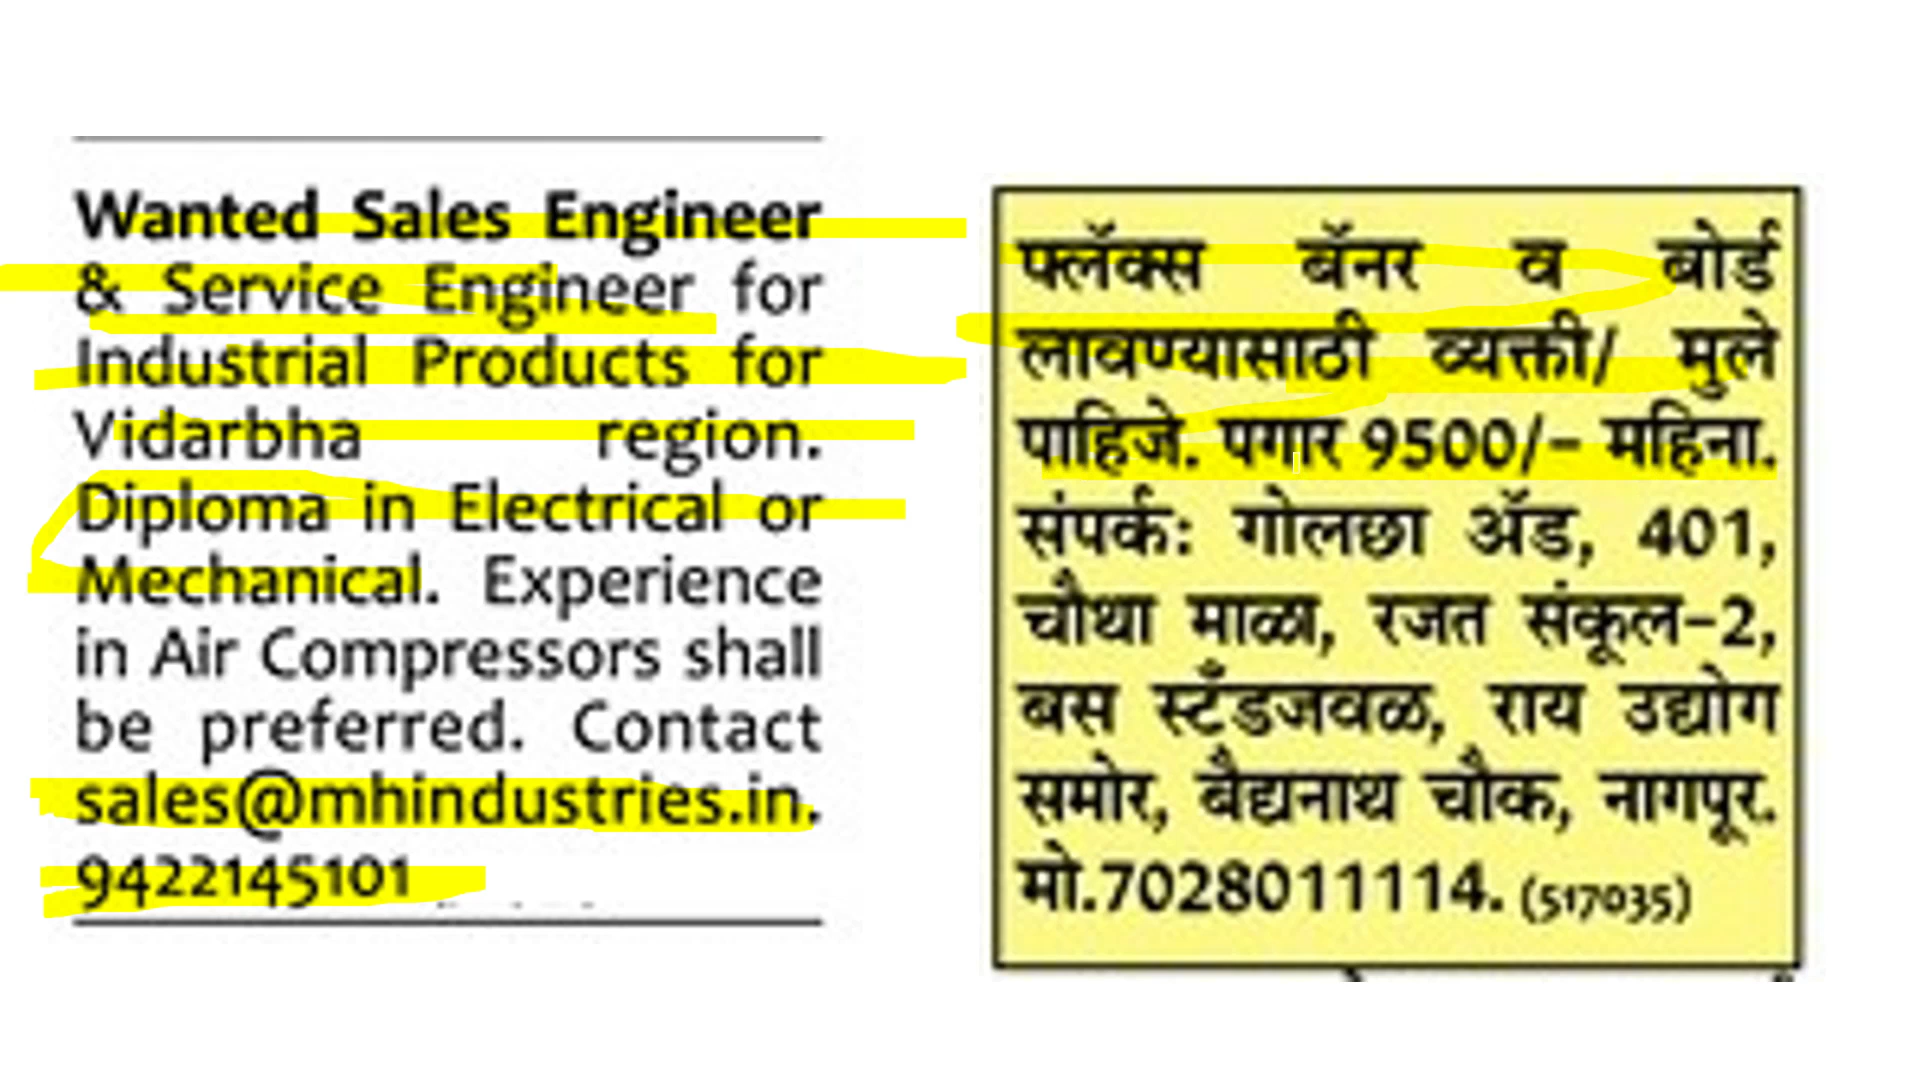 Wanted Sales Engineer
& Service Engineer for
Industrial Products for
Vidarbha region.
Diploma in Electrical or
Mechanical. Experience
in Air Compressors shall
be preferred. Contact
sales@mhindustries.in.
9422145101
फ्लॅक्स बॅनर व बोर्ड
लावण्यासाठी व्यक्ती/ मुले
पाहिजे. पगार 9500/- महिना.
संपर्क: गोलछा ॲड, 401,
चौथा माळा, रजत संकूल-2,
बस स्टँडजवळ, राय उद्योग
समोर, बैद्यनाथ चौक, नागपूर.
मो.7028011114. (517035)